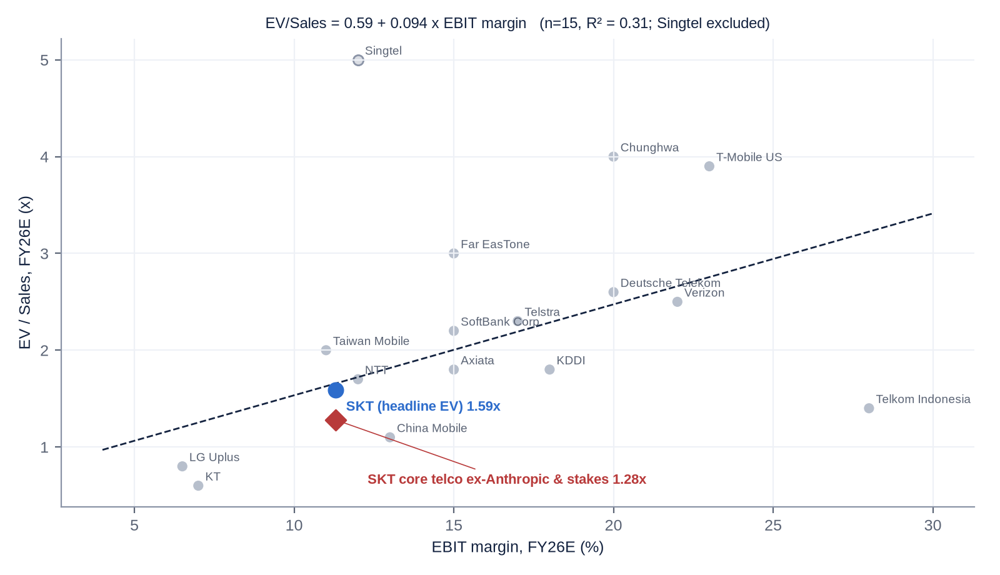 EV/Sales = 0.59 + 0.094 x EBIT margin (n=15, R² = 0.31; Singtel excluded)
EV / Sales, FY26E (x)
5
4
3
2
1
Singtel
Chunghwa
T-Mobile US
Far EasTone
Deutsche Telekom
Verizon
Telstra
SoftBank Corp
Taiwan Mobile
Axiata
KDDI
NTT
SKT (headline EV) 1.59x
Telkom Indonesia
China Mobile
LG Uplus
KT
SKT core telco ex-Anthropic & stakes 1.28x
5
10
15
20
25
30
EBIT margin, FY26E (%)